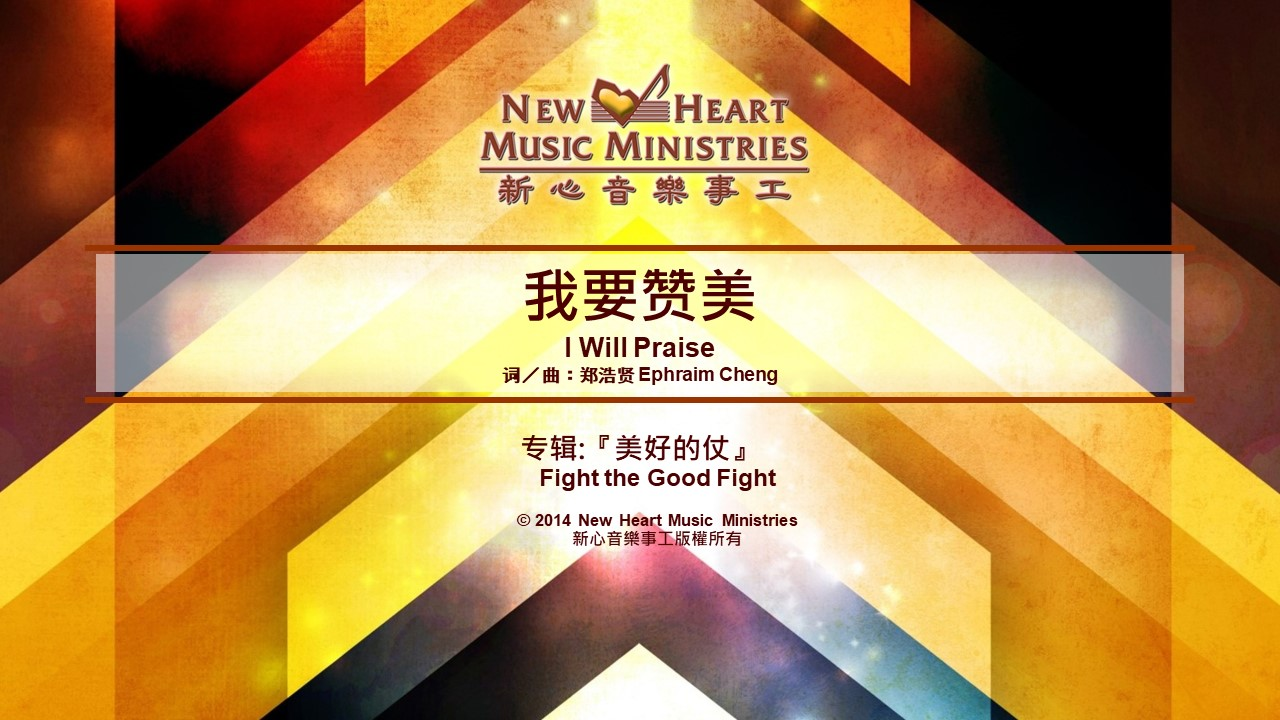 NEW HEART
MUSIC MINISTRIES
新心音樂事工
我要赞美
I Will Praise
词／曲：郑浩贤 Ephraim Cheng
专辑:『美好的仗』
Fight the Good Fight
© 2014 New Heart Music Ministries
新心音樂事工版權所有